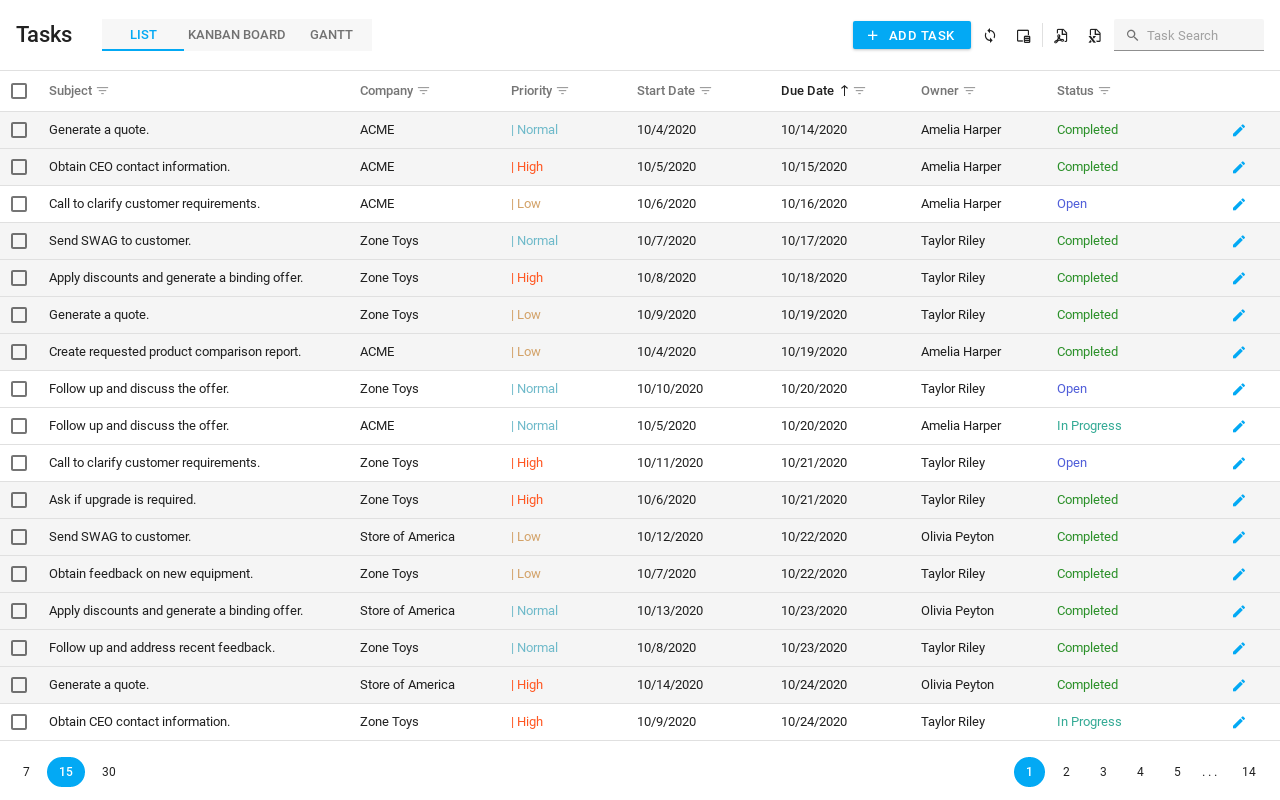 Tasks
LIST KANBAN BOARD GANTT
ADD TASK
Task Search
Subject Company Priority Start Date Due Date Owner Status
Generate a quote. ACME | Normal 10/4/2020 10/14/2020 Amelia Harper Completed
Obtain CEO contact information. ACME | High 10/5/2020 10/15/2020 Amelia Harper Completed
Call to clarify customer requirements. ACME | Low 10/6/2020 10/16/2020 Amelia Harper Open
Send SWAG to customer. Zone Toys | Normal 10/7/2020 10/17/2020 Taylor Riley Completed
Apply discounts and generate a binding offer. Zone Toys | High 10/8/2020 10/18/2020 Taylor Riley Completed
Generate a quote. Zone Toys | Low 10/9/2020 10/19/2020 Taylor Riley Completed
Create requested product comparison report. ACME | Low 10/4/2020 10/19/2020 Amelia Harper Completed
Follow up and discuss the offer. Zone Toys | Normal 10/10/2020 10/20/2020 Taylor Riley Open
Follow up and discuss the offer. ACME | Normal 10/5/2020 10/20/2020 Amelia Harper In Progress
Call to clarify customer requirements. Zone Toys | High 10/11/2020 10/21/2020 Taylor Riley Open
Ask if upgrade is required. Zone Toys | High 10/6/2020 10/21/2020 Taylor Riley Completed
Send SWAG to customer. Store of America | Low 10/12/2020 10/22/2020 Olivia Peyton Completed
Obtain feedback on new equipment. Zone Toys | Low 10/7/2020 10/22/2020 Taylor Riley Completed
Apply discounts and generate a binding offer. Store of America | Normal 10/13/2020 10/23/2020 Olivia Peyton Completed
Follow up and address recent feedback. Zone Toys | Normal 10/8/2020 10/23/2020 Taylor Riley Completed
Generate a quote. Store of America | High 10/14/2020 10/24/2020 Olivia Peyton Completed
Obtain CEO contact information. Zone Toys | High 10/9/2020 10/24/2020 Taylor Riley In Progress
7 15 30 1 2 3 4 5 . . . 14